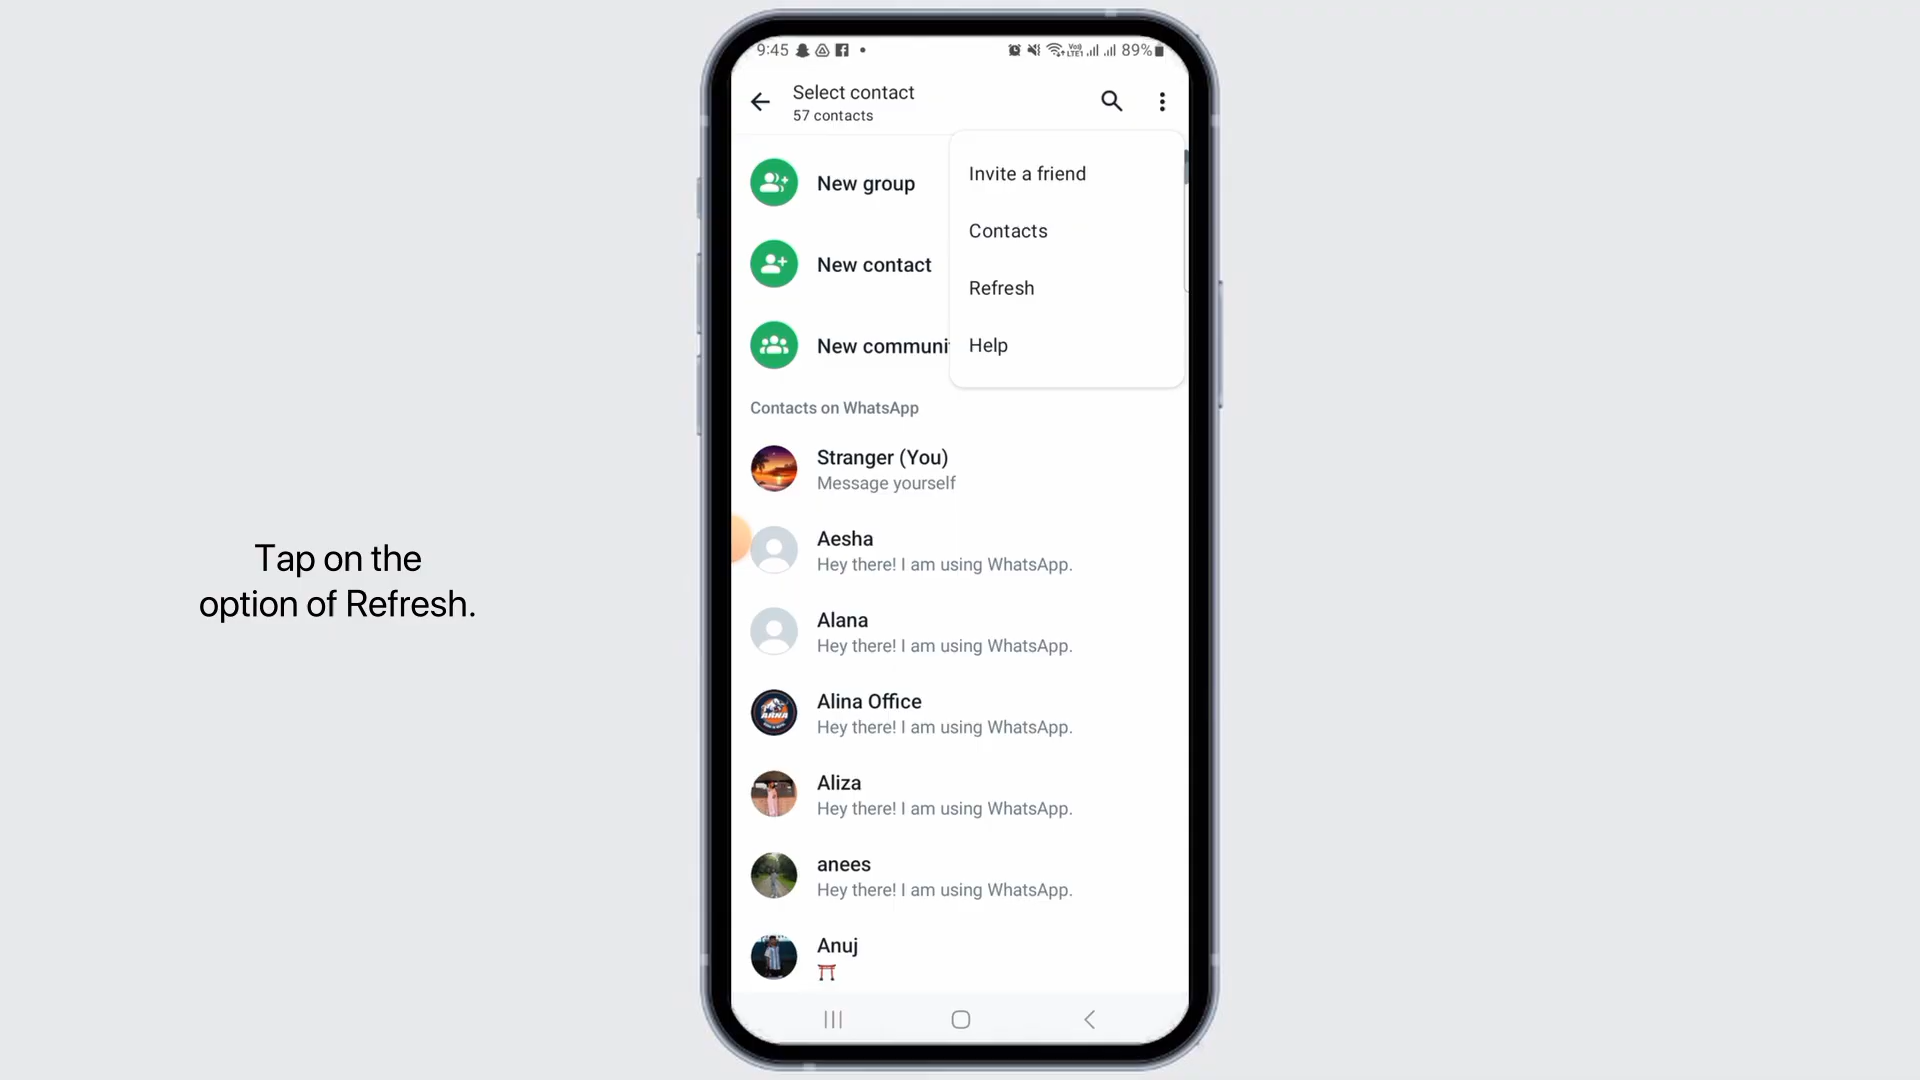 9:45
89%
Select contact
57 contacts
Invite a friend
Contacts
Refresh
Help
New group
New contact
New communi
Contacts on WhatsApp
Stranger (You)
Message yourself
Aesha
Hey there! I am using WhatsApp.
Alana
Hey there! I am using WhatsApp.
Alina Office
Hey there! I am using WhatsApp.
Aliza
Hey there! I am using WhatsApp.
anees
Hey there! I am using WhatsApp.
Anuj
Tap on the
option of Refresh.